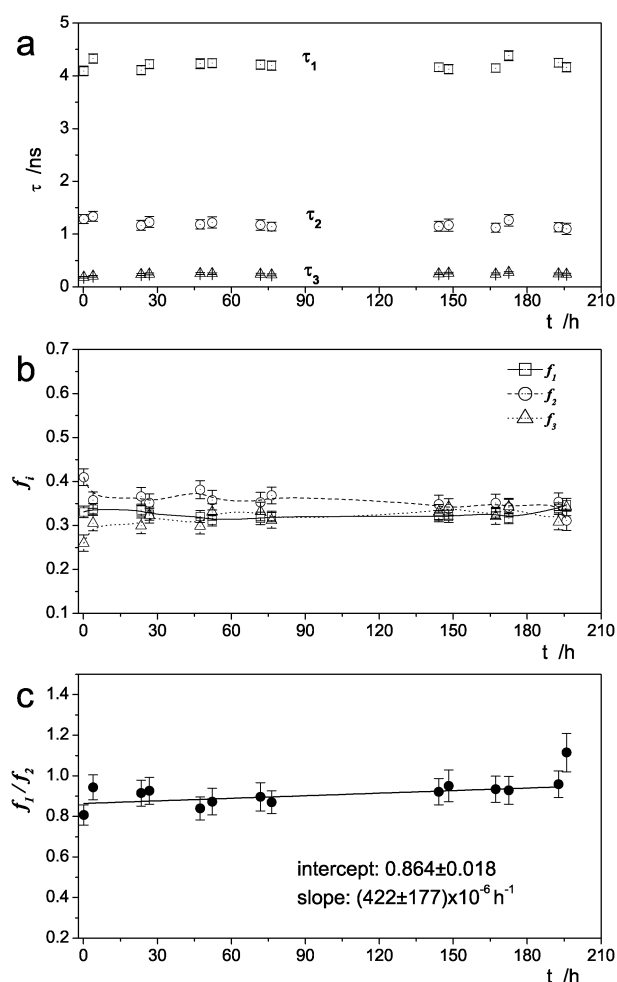 a
5
4
3
2
1
0
τ /ns
τ1
τ2
τ3
0 30 60 90 120 150 180 210
t /h
b
0.7
0.6
0.5
0.4
0.3
0.2
0.1
fi
f1
f2
f3
0 30 60 90 120 150 180 210
t /h
c
1.4
1.2
1.0
0.8
0.6
0.4
0.2
f1/f2
intercept: 0.864±0.018
slope: (422±177)x10⁻⁶ h⁻¹
0 30 60 90 120 150 180 210
t /h